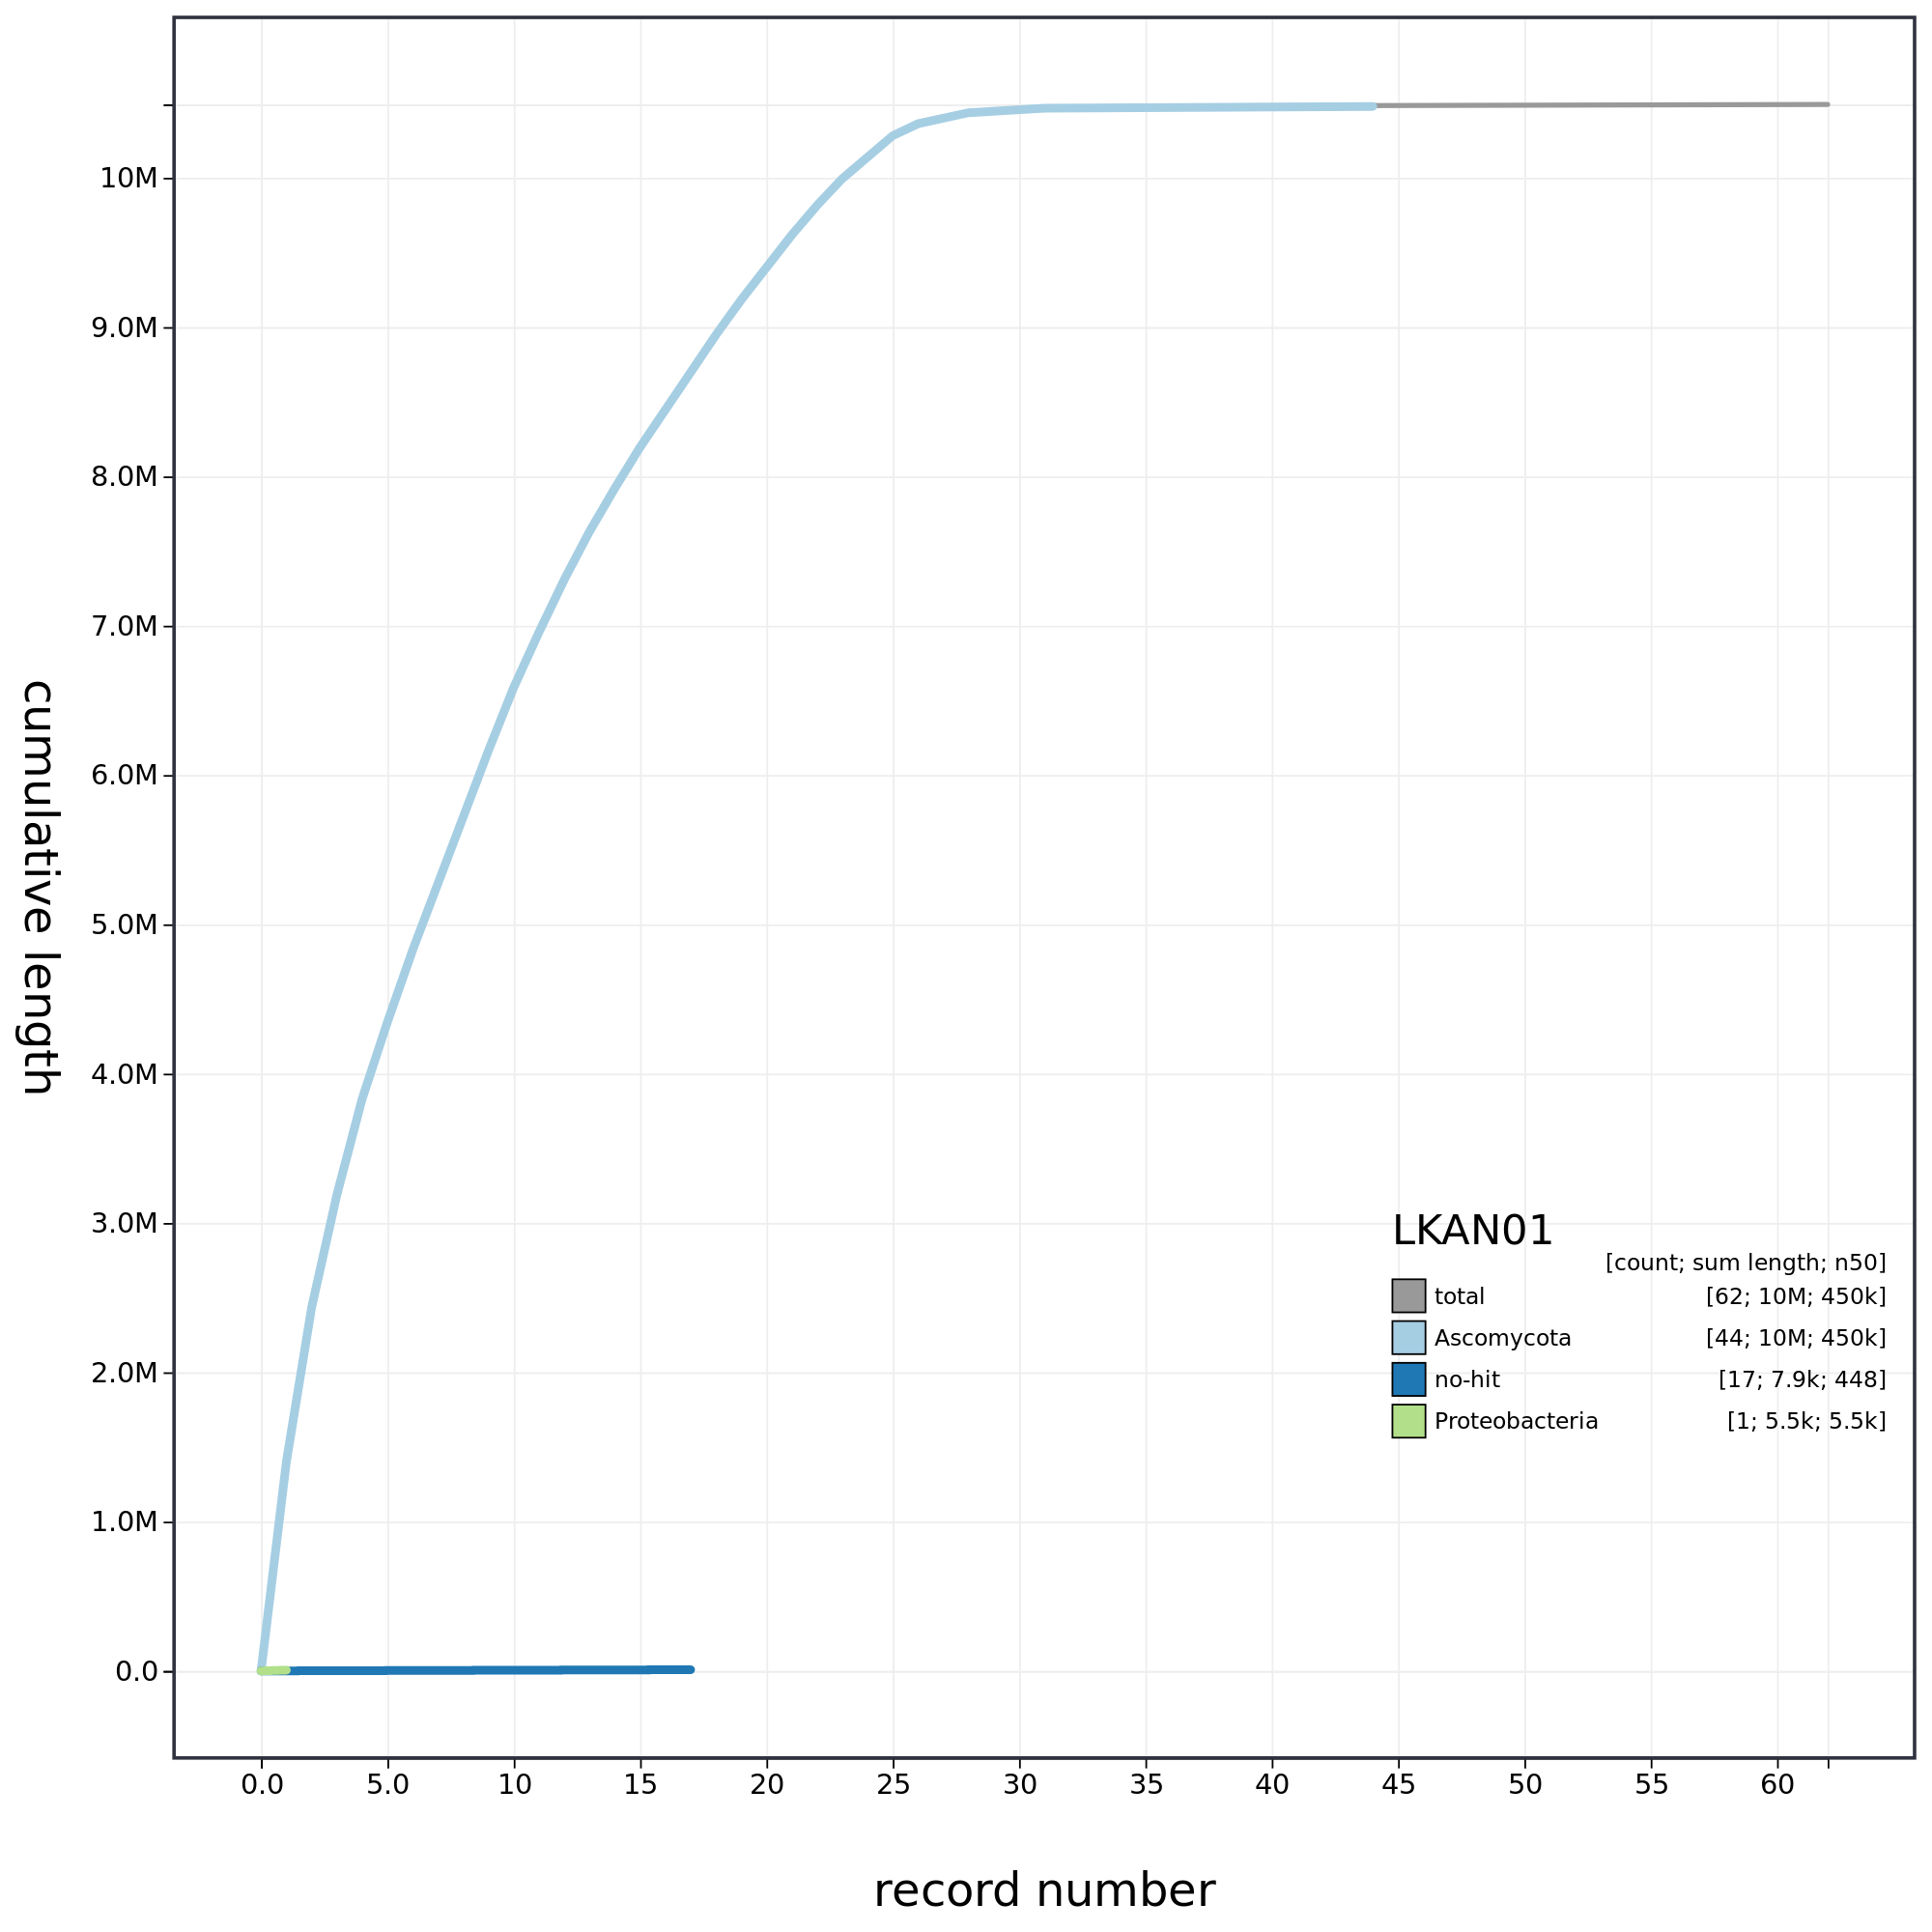 cumulative length
10M
9.0M
8.0M
7.0M
6.0M
5.0M
4.0M
3.0M
2.0M
1.0M
0.0
LKAN01
[count; sum length; n50]
total [62; 10M; 450k]
Ascomycota [44; 10M; 450k]
no-hit [17; 7.9k; 448]
Proteobacteria [1; 5.5k; 5.5k]
0.0 5.0 10 15 20 25 30 35 40 45 50 55 60
record number